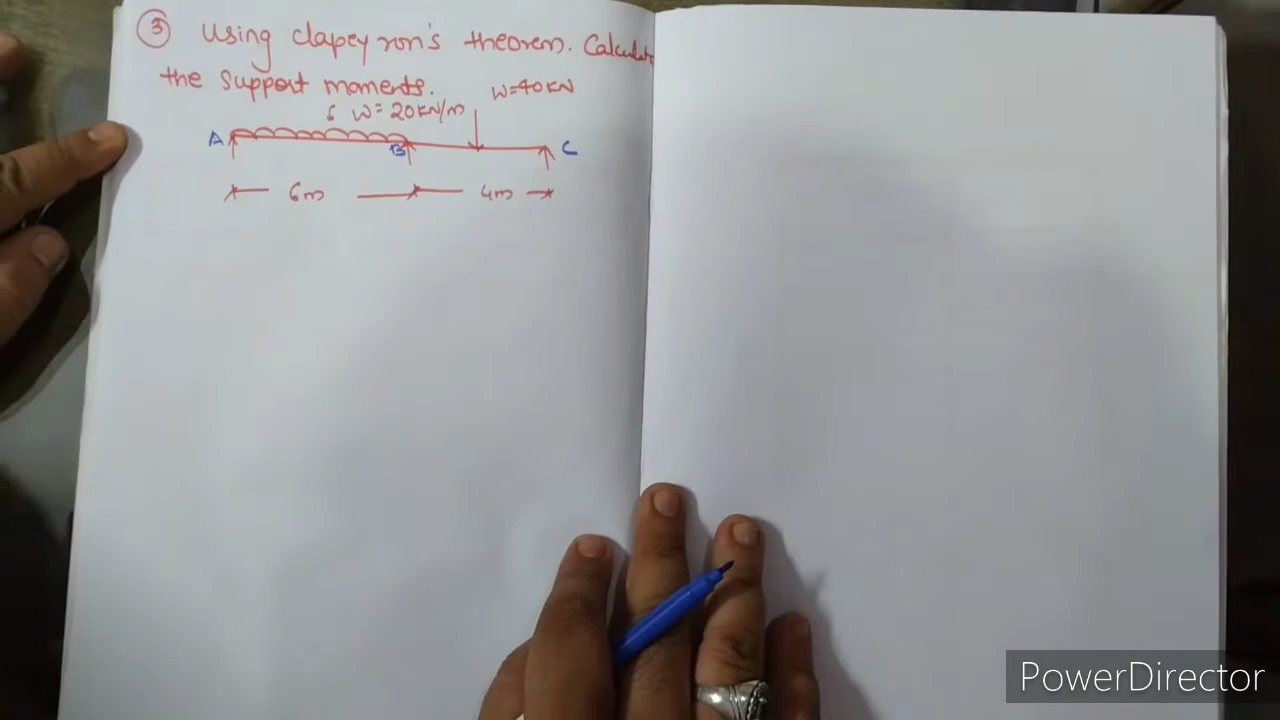 ③ Using clapeyron's theorem. Calculate
the support moments.
W=40KN
W=20KN/m
A
B
C
6m
4m
PowerDirector